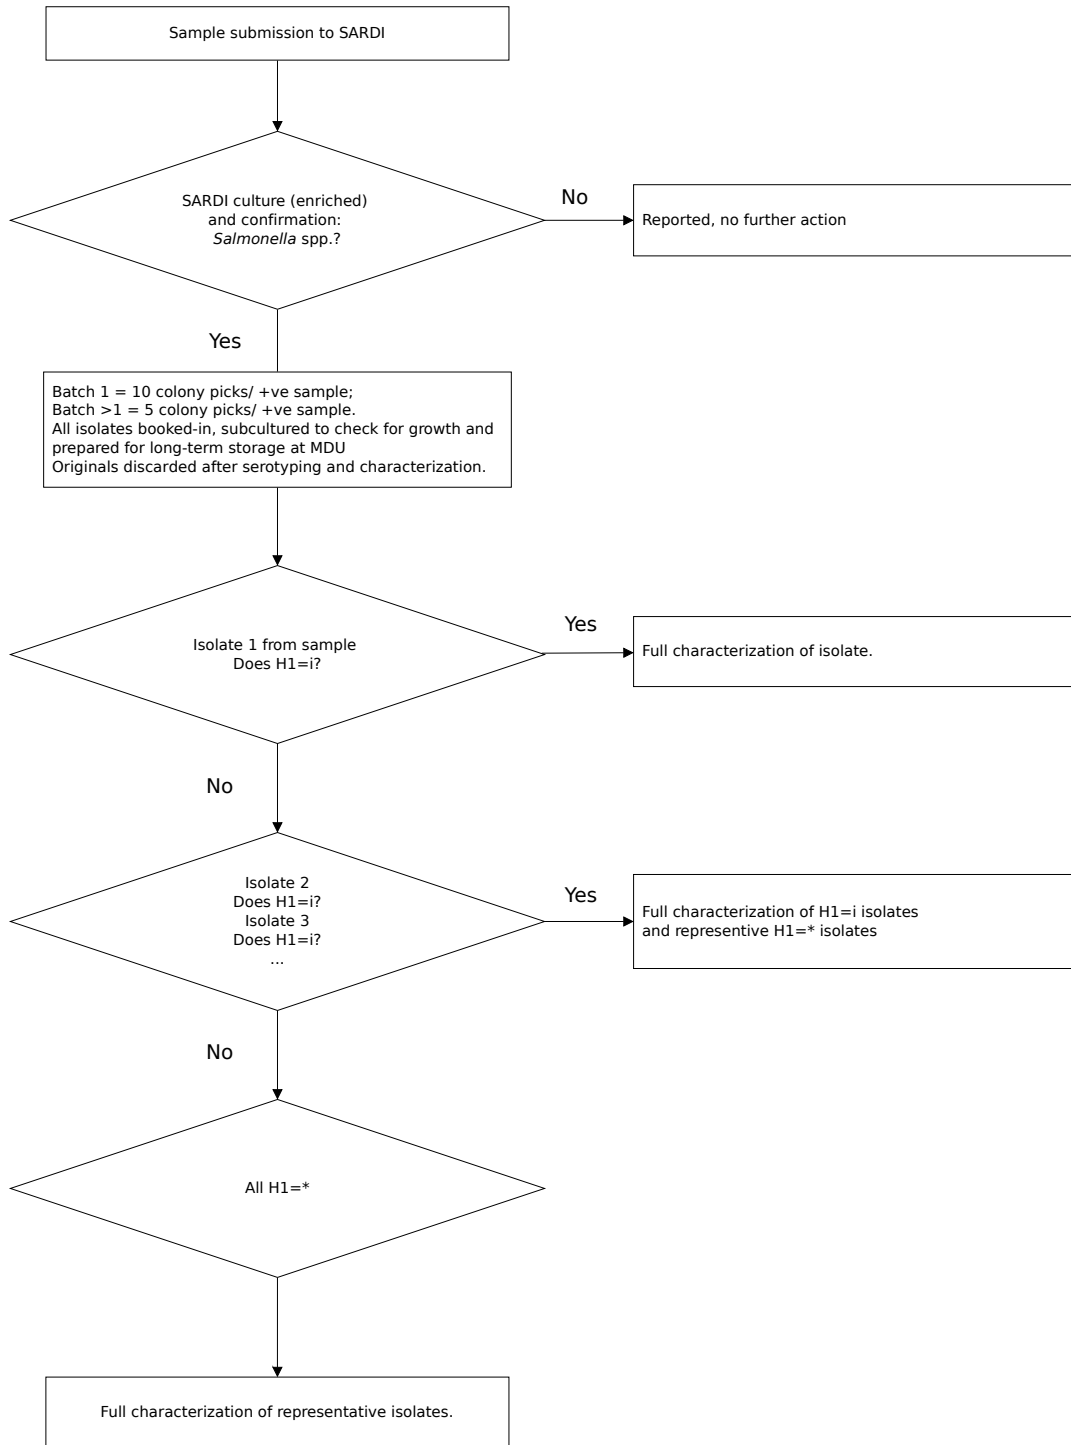 Sample submission to SARDI
SARDI culture (enriched)
and confirmation:
Salmonella spp.?
No
Reported, no further action
Yes
Batch 1 = 10 colony picks/ +ve sample;
Batch >1 = 5 colony picks/ +ve sample.
All isolates booked-in, subcultured to check for growth and
prepared for long-term storage at MDU
Originals discarded after serotyping and characterization.
Isolate 1 from sample
Does H1=i?
Yes
Full characterization of isolate.
No
Isolate 2
Does H1=i?
Isolate 3
Does H1=i?
...
Yes
Full characterization of H1=i isolates
and representive H1=* isolates
No
All H1=*
Full characterization of representative isolates.